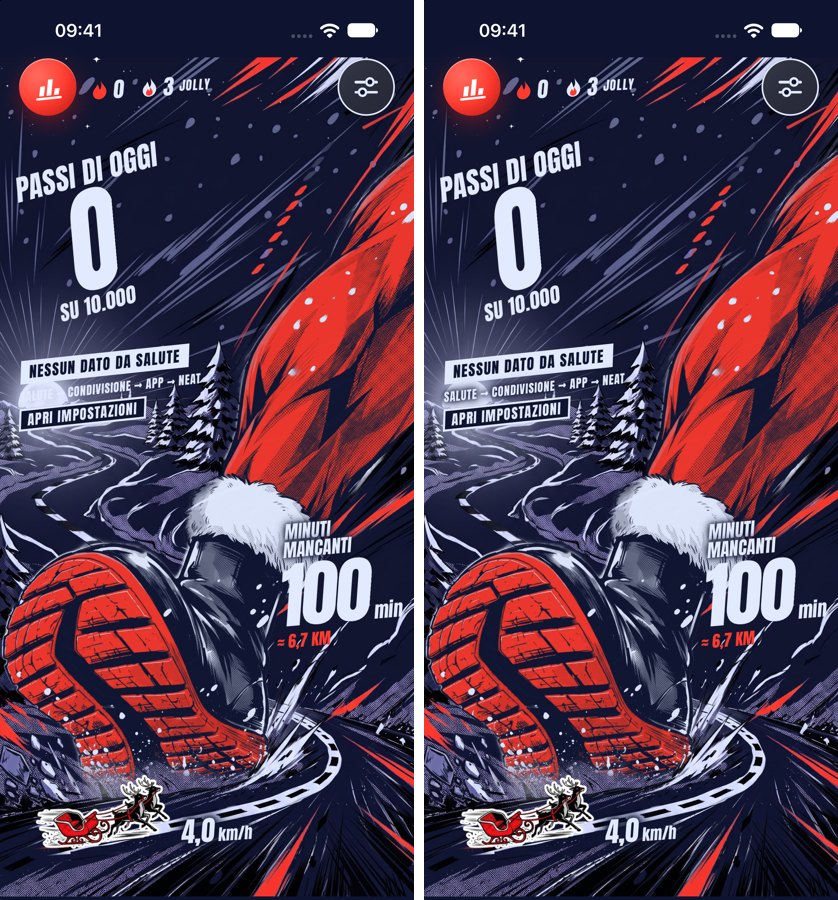 09:41
0 3 JOLLY
PASSI DI OGGI
0
SU 10.000
NESSUN DATO DA SALUTE
SALUTE → CONDIVISIONE → APP → NEAT
APRI IMPOSTAZIONI
MINUTI
MANCANTI
100 min
≈ 6,7 KM
4,0 km/h
09:41
0 3 JOLLY
PASSI DI OGGI
0
SU 10.000
NESSUN DATO DA SALUTE
SALUTE → CONDIVISIONE → APP → NEAT
APRI IMPOSTAZIONI
MINUTI
MANCANTI
100 min
≈ 6,7 KM
4,0 km/h